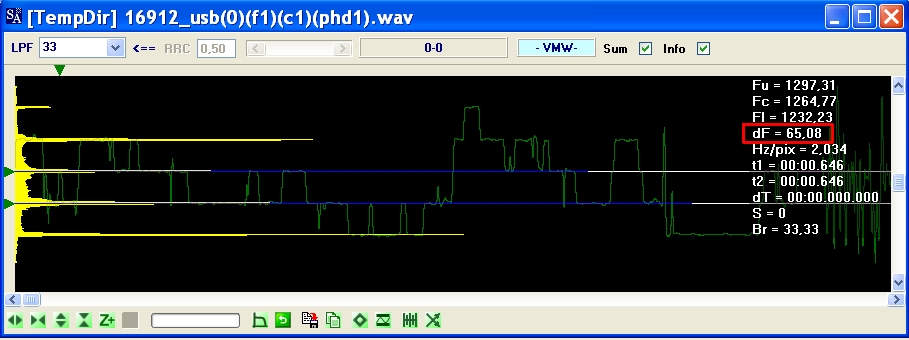 SA [TempDir] 16912_usb(0)(f1)(c1)(phd1).wav
LPF 33 <== RRC 0,50 0-0 -VMW- Sum Info
Fu = 1297,31
Fc = 1264,77
Fl = 1232,23
dF = 65,08
Hz/pix = 2,034
t1 = 00:00.646
t2 = 00:00.646
dT = 00:00.000.000
S = 0
Br = 33,33
Z+